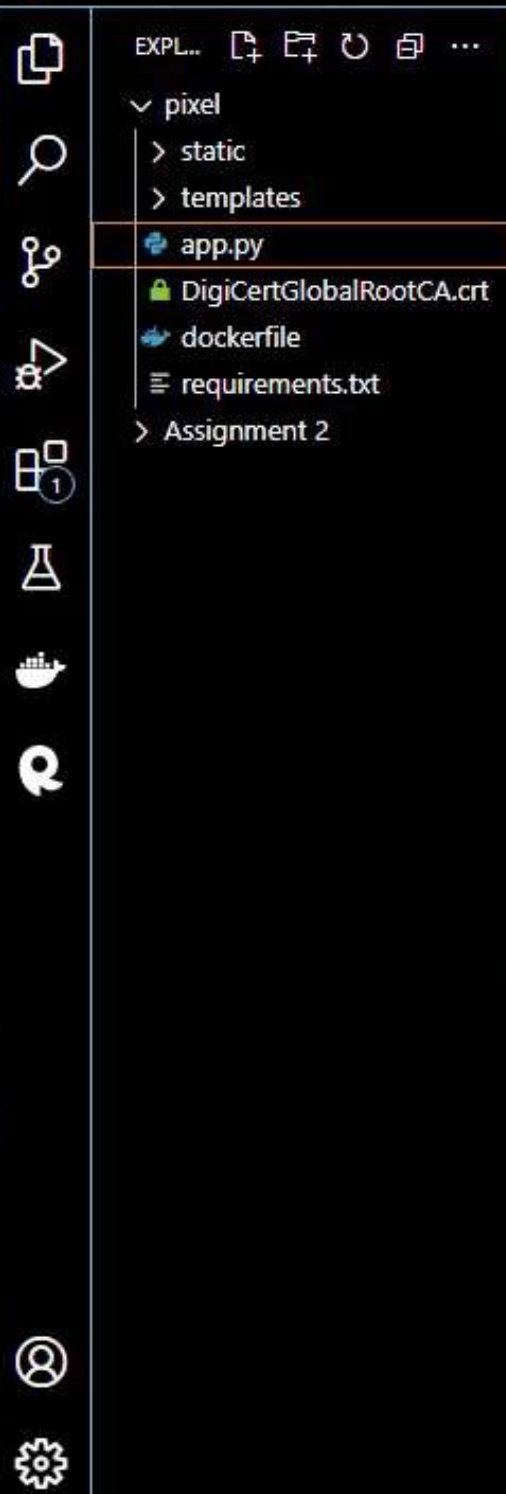 EXPL...
pixel
static
templates
app.py
DigiCertGlobalRootCA.crt
dockerfile
requirements.txt
Assignment 2
1